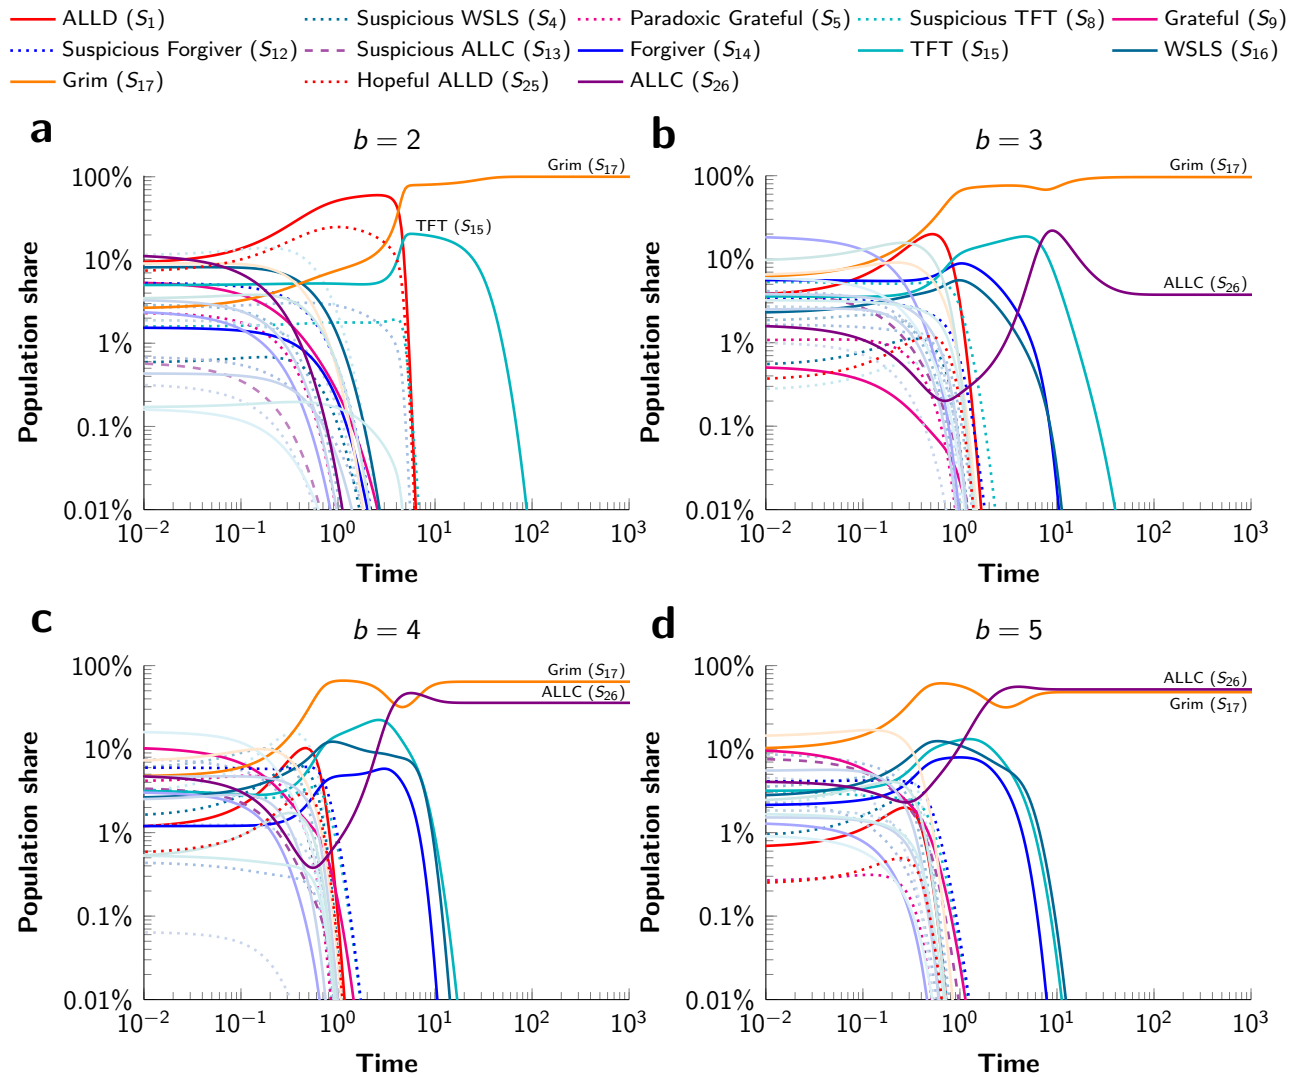 ALLD (S₁) Suspicious WSLS (S₄) Paradoxic Grateful (S₅) Suspicious TFT (S₈) Grateful (S₉)
Suspicious Forgiver (S₁₂) Suspicious ALLC (S₁₃) Forgiver (S₁₄) TFT (S₁₅) WSLS (S₁₆)
Grim (S₁₇) Hopeful ALLD (S₂₅) ALLC (S₂₆)
a
b = 2
Population share
100%
10%
1%
0.1%
0.01%
Grim (S₁₇)
TFT (S₁₅)
10⁻² 10⁻¹ 10⁰ 10¹ 10² 10³
Time
b
b = 3
Population share
100%
10%
1%
0.1%
0.01%
Grim (S₁₇)
ALLC (S₂₆)
10⁻² 10⁻¹ 10⁰ 10¹ 10² 10³
Time
c
b = 4
Population share
100%
10%
1%
0.1%
0.01%
Grim (S₁₇)
ALLC (S₂₆)
10⁻² 10⁻¹ 10⁰ 10¹ 10² 10³
Time
d
b = 5
Population share
100%
10%
1%
0.1%
0.01%
ALLC (S₂₆)
Grim (S₁₇)
10⁻² 10⁻¹ 10⁰ 10¹ 10² 10³
Time